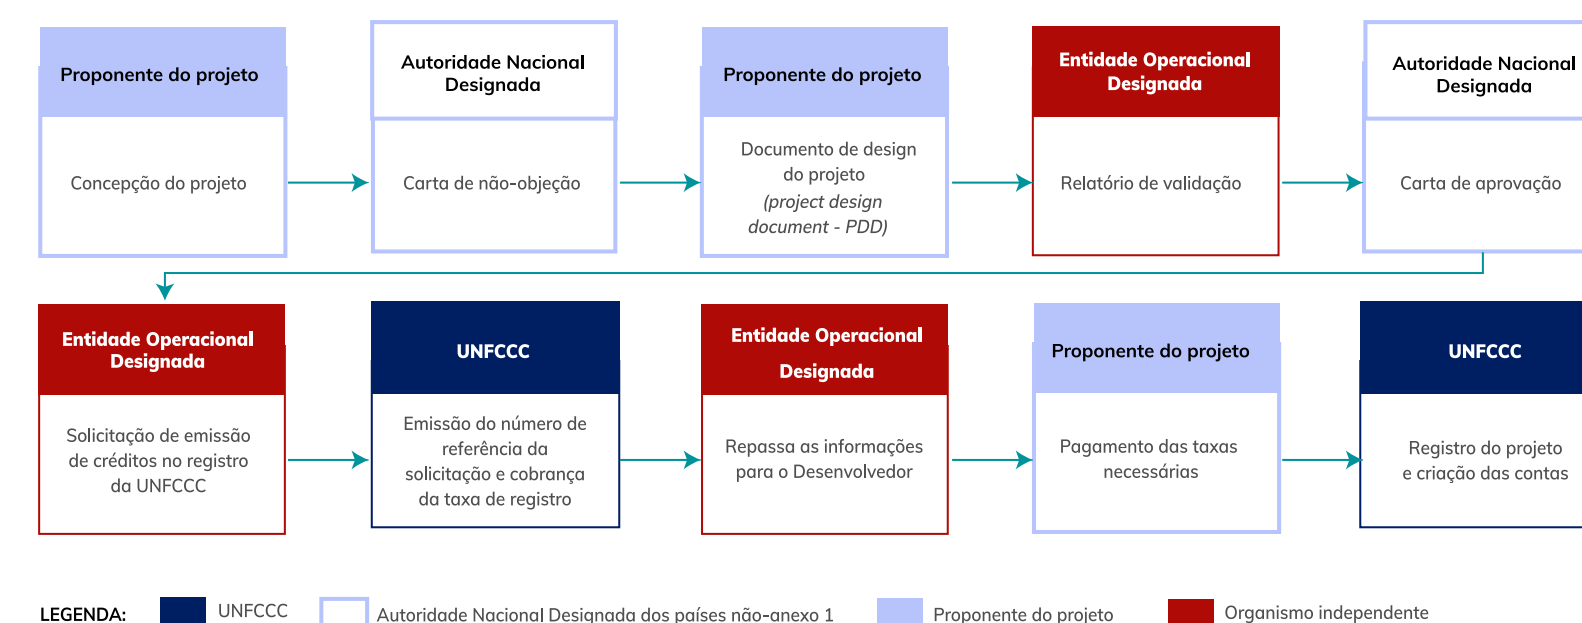 Proponente do projeto
Concepção do projeto
Autoridade Nacional
Designada
Carta de não-objeção
Proponente do projeto
Documento de design
do projeto
(project design
document - PDD)
Entidade Operacional
Designada
Relatório de validação
Autoridade Nacional
Designada
Carta de aprovação
Entidade Operacional
Designada
Solicitação de emissão
de créditos no registro
da UNFCCC
UNFCCC
Emissão do número de
referência da
solicitação e cobrança
da taxa de registro
Entidade Operacional
Designada
Repassa as informações
para o Desenvolvedor
Proponente do projeto
Pagamento das taxas
necessárias
UNFCCC
Registro do projeto
e criação das contas
LEGENDA:
UNFCCC
Autoridade Nacional Designada dos países não-anexo 1
Proponente do projeto
Organismo independente